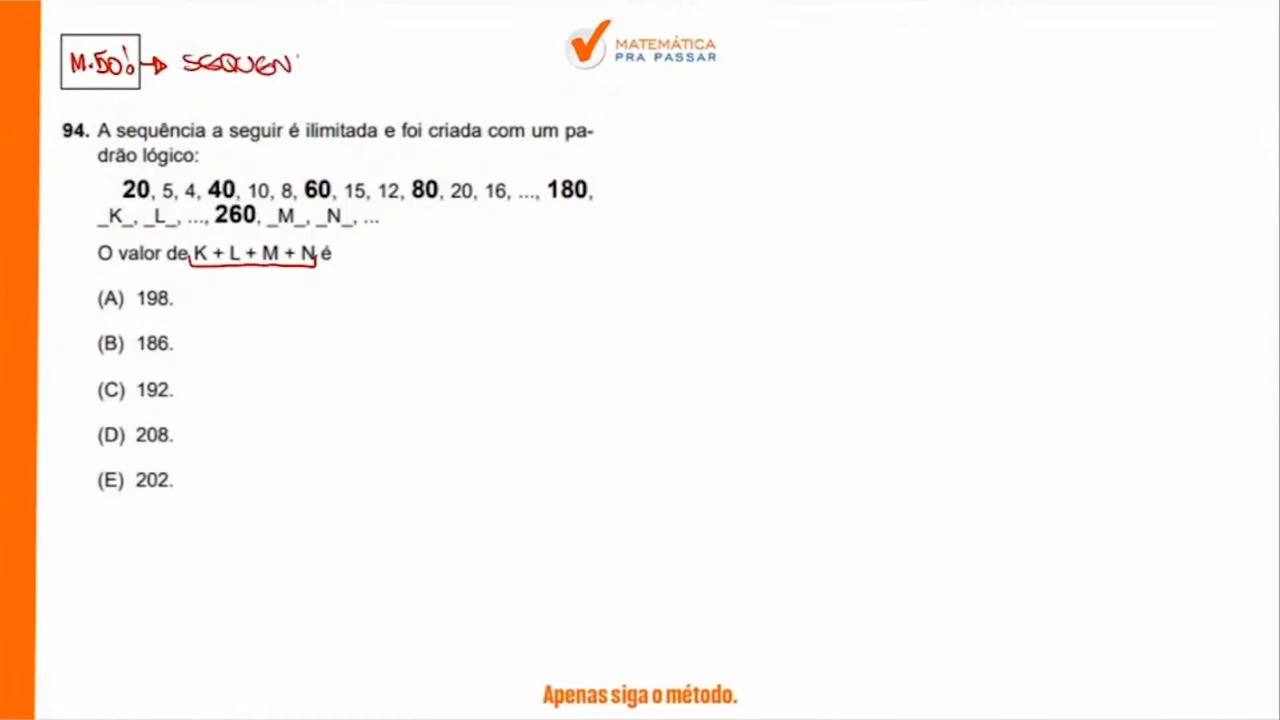 M.50! → SEQUEN
MATEMÁTICA
PRA PASSAR
94. A sequência a seguir é ilimitada e foi criada com um pa-
drão lógico:
20, 5, 4, 40, 10, 8, 60, 15, 12, 80, 20, 16, ..., 180,
_K_, _L_, ..., 260, _M_, _N_, ...
O valor de K + L + M + N é
(A) 198.
(B) 186.
(C) 192.
(D) 208.
(E) 202.
Apenas siga o método.